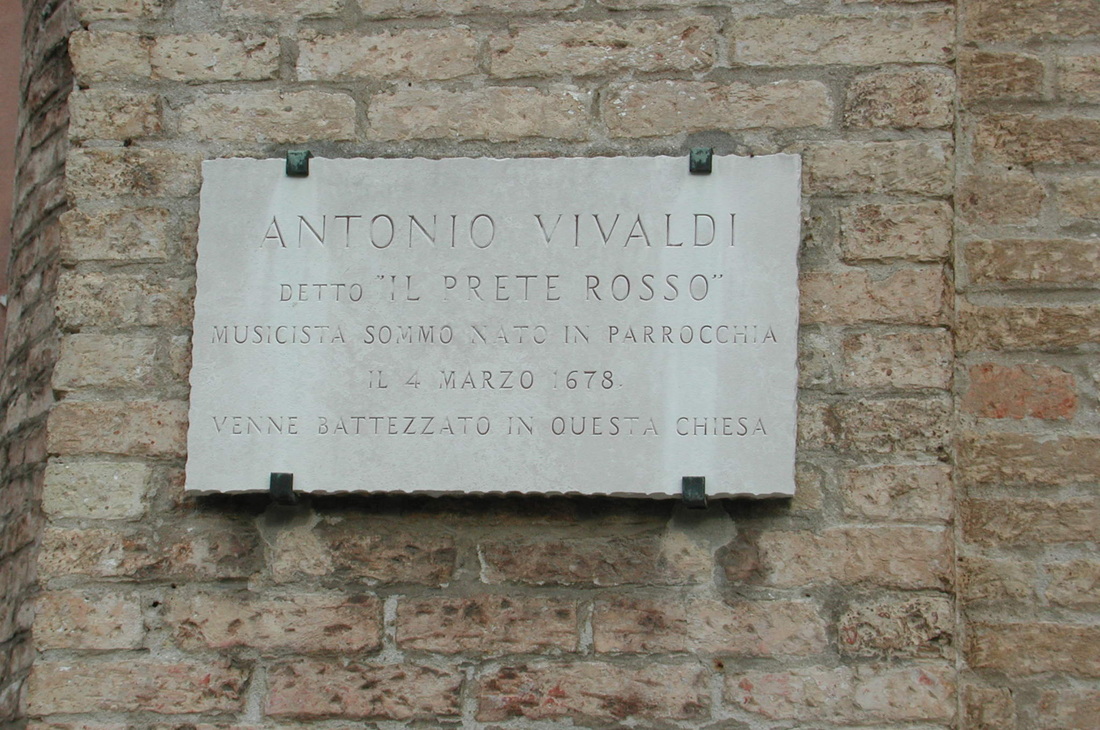 ANTONIO VIVALDI
DETTO "IL PRETE ROSSO"
MUSICISTA SOMMO NATO IN PARROCCHIA
IL 4 MARZO 1678.
VENNE BATTEZZATO IN QUESTA CHIESA